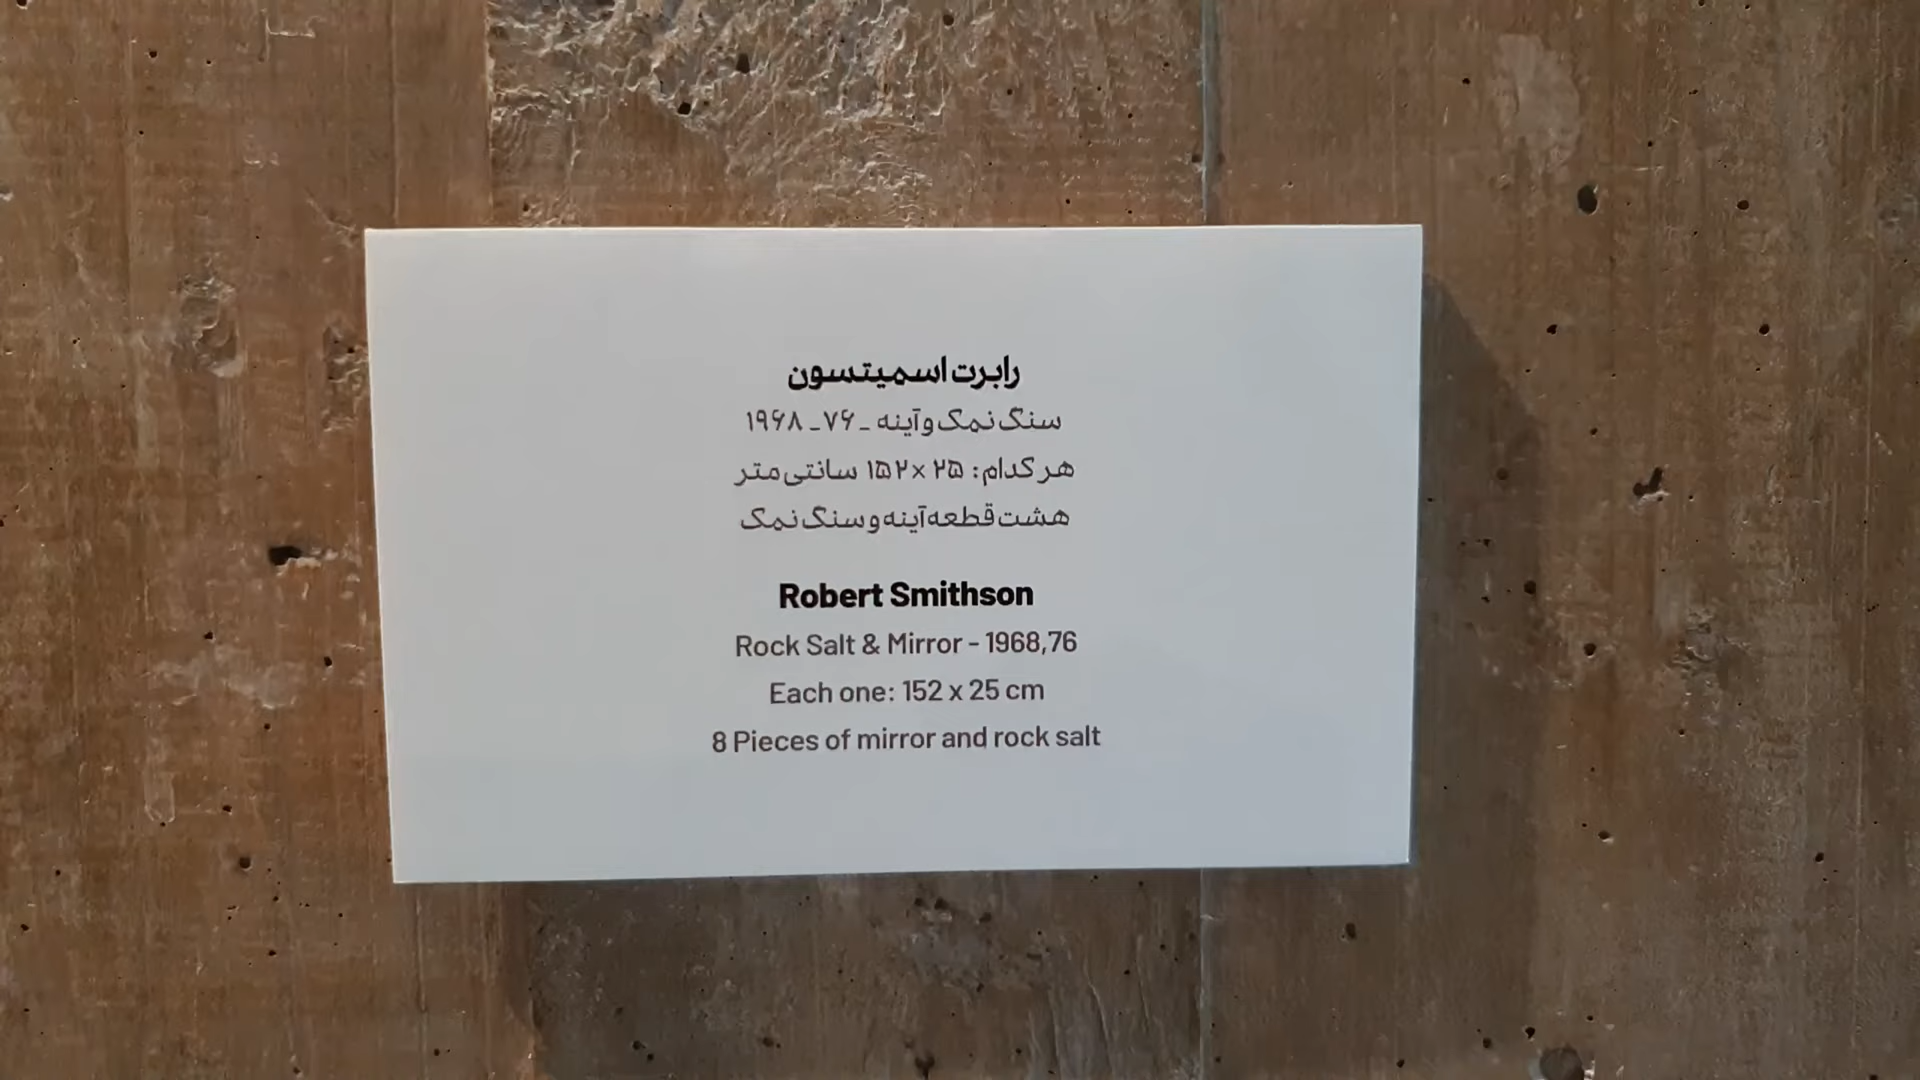 رابرت اسمیتسون
سنگ نمک و آینه _ ۷۶_ ۱۹۶۸
هر کدام: ۲۵ × ۱۵۲ سانتی‌متر
هشت قطعه آینه و سنگ نمک
Robert Smithson
Rock Salt & Mirror - 1968,76
Each one: 152 x 25 cm
8 Pieces of mirror and rock salt